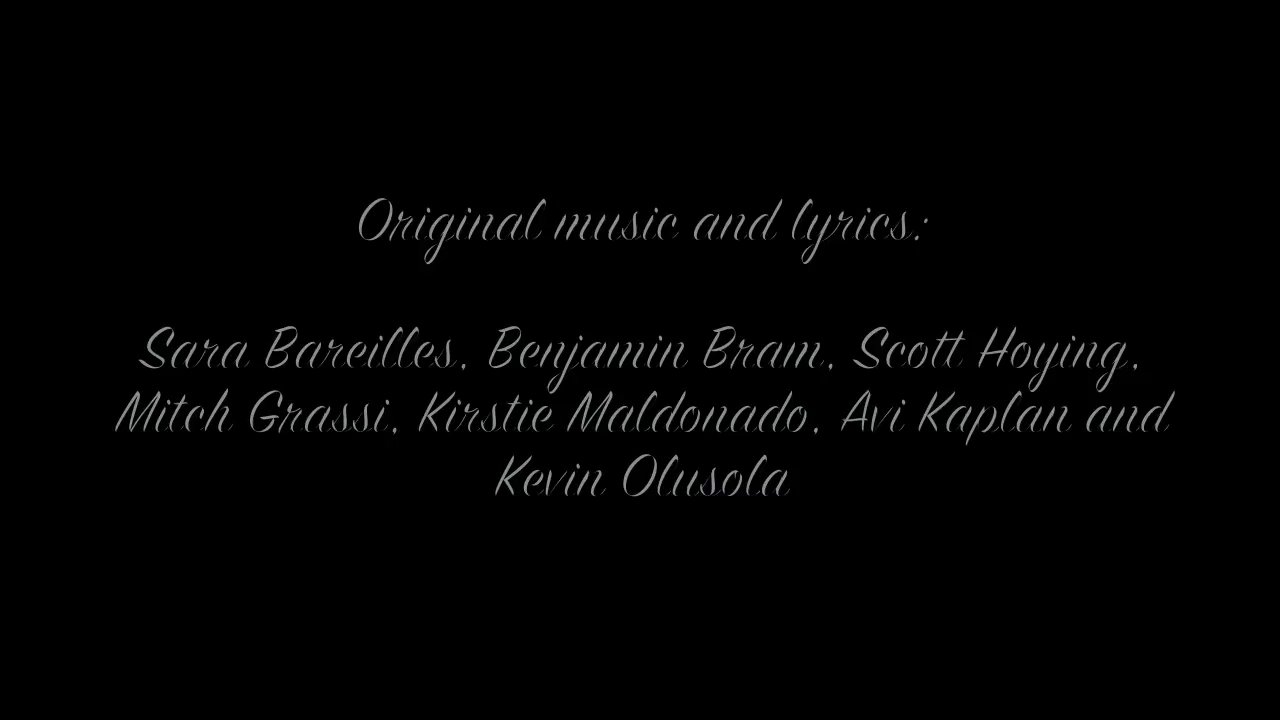 Original music and lyrics:
Sara Bareilles, Benjamin Bram, Scott Hoying,
Mitch Grassi, Kirstie Maldonado, Avi Kaplan and
Kevin Olusola